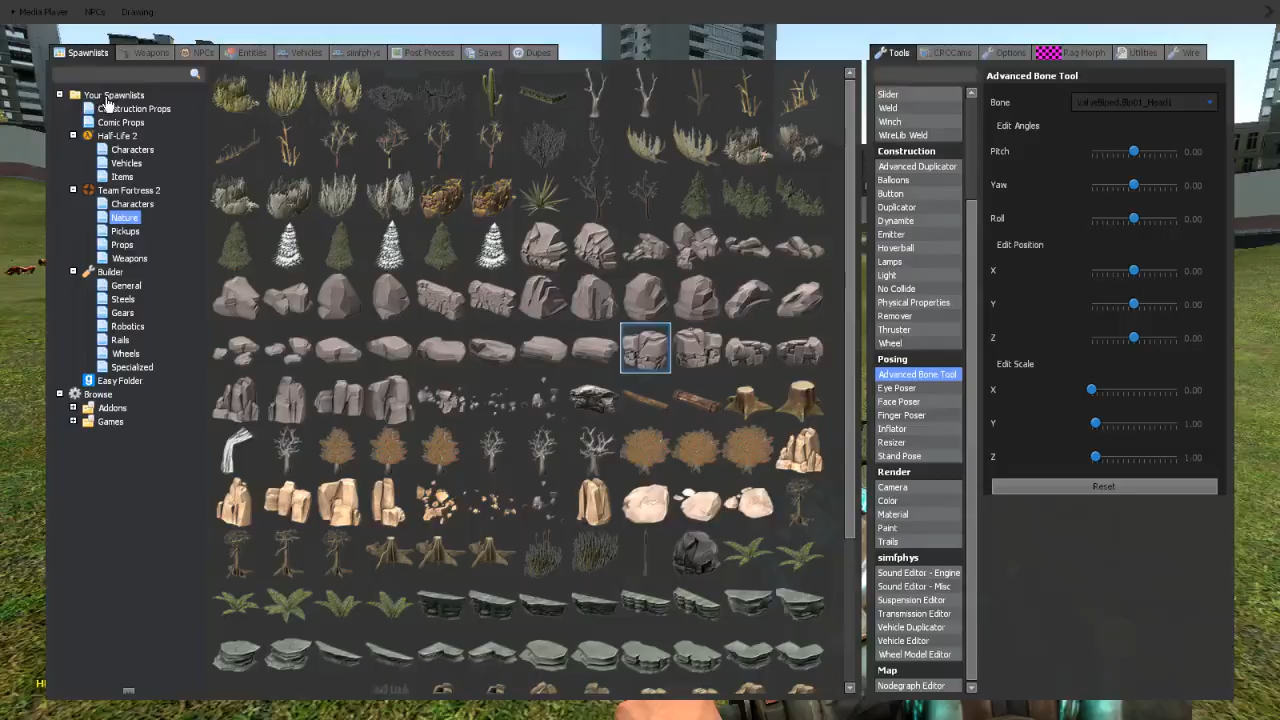 Media Player NPCs Drawing
Spawnlists Weapons NPCs Entities Vehicles simfphys Post Process Saves Dupes
Your Spawnlists
Construction Props
Comic Props
Half-Life 2
Characters
Vehicles
Items
Team Fortress 2
Characters
Nature
Pickups
Props
Weapons
Builder
General
Steels
Gears
Robotics
Rails
Wheels
Specialized
Easy Folder
Browse
Addons
Games
Tools CRCCams Options Rag Morph Utilities Wire
Slider
Weld
Winch
WireLib Weld
Construction
Advanced Duplicator
Balloons
Button
Duplicator
Dynamite
Emitter
Hoverball
Lamps
Light
No Collide
Physical Properties
Remover
Thruster
Wheel
Posing
Advanced Bone Tool
Eye Poser
Face Poser
Finger Poser
Inflator
Resizer
Stand Pose
Render
Camera
Color
Material
Paint
Trails
simfphys
Sound Editor - Engine
Sound Editor - Misc
Suspension Editor
Transmission Editor
Vehicle Duplicator
Vehicle Editor
Wheel Model Editor
Map
Nodegraph Editor
Advanced Bone Tool
Bone ValveBiped.Bip01_Head1
Edit Angles
Pitch 0.00
Yaw 0.00
Roll 0.00
Edit Position
X 0.00
Y 0.00
Z 0.00
Edit Scale
X 0.00
Y 1.00
Z 1.00
Reset